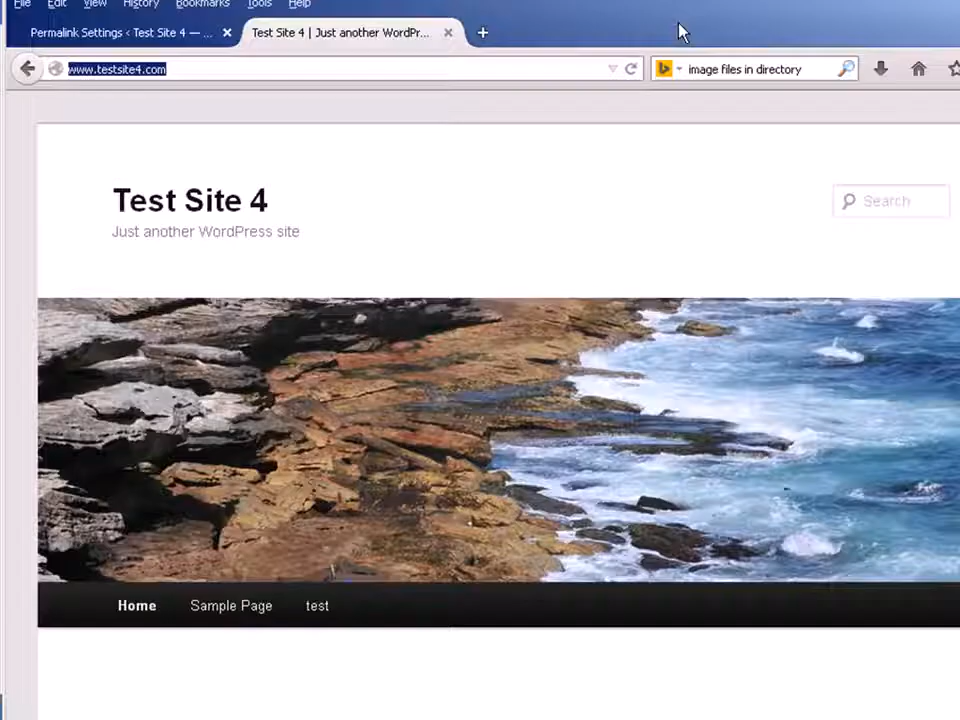 File Edit View History Bookmarks Tools Help
Permalink Settings ‹ Test Site 4 — ... × Test Site 4 | Just another WordPr... × +
www.testsite4.com image files in directory
Test Site 4
Search
Just another WordPress site
Home Sample Page test